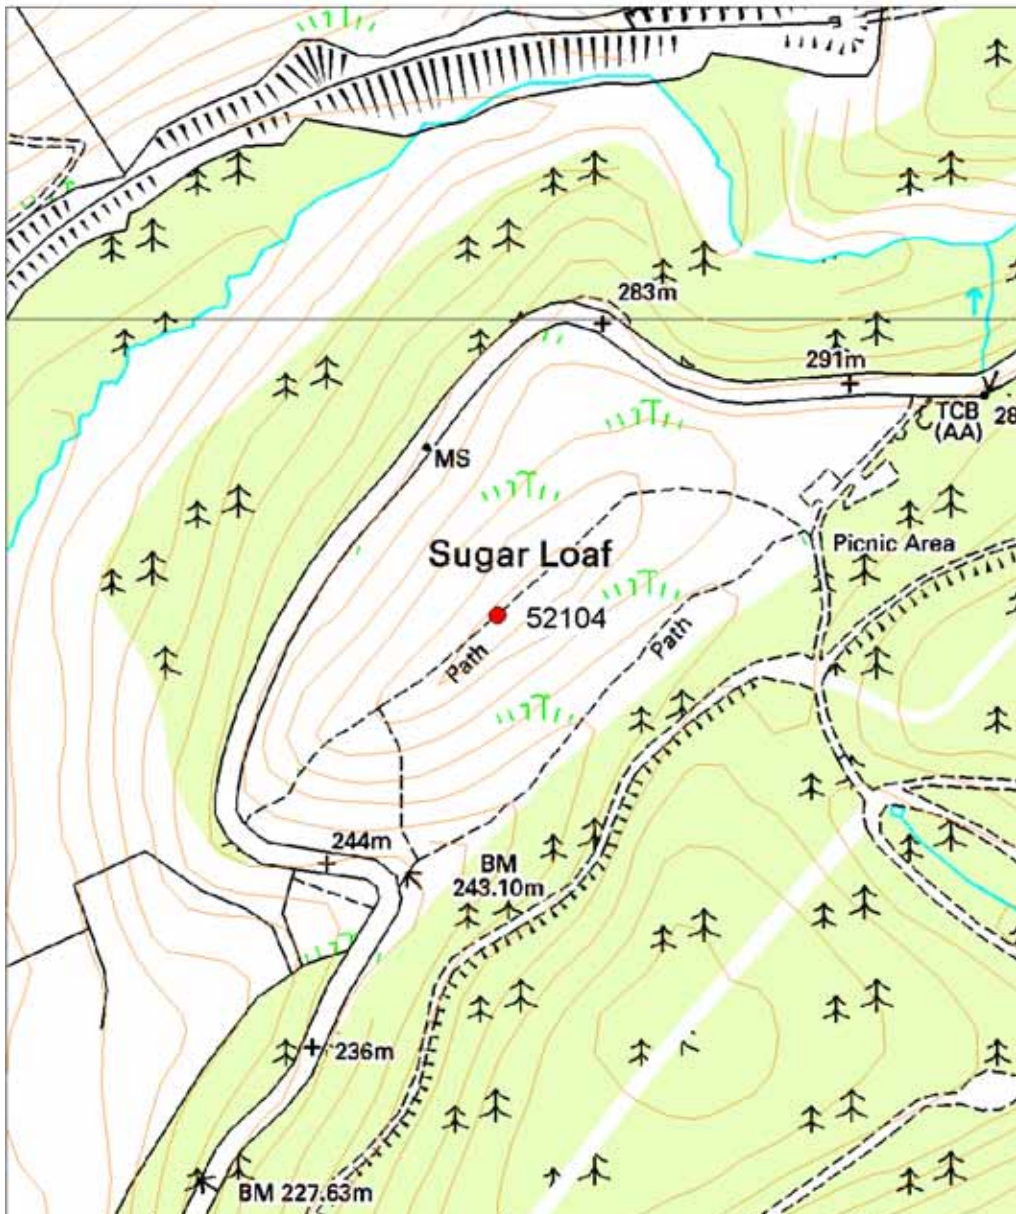 283m
291m
TCB
(AA)
28
MS
Picnic Area
Sugar Loaf
52104
Path
Path
244m
BM
243.10m
236m
BM 227.63m